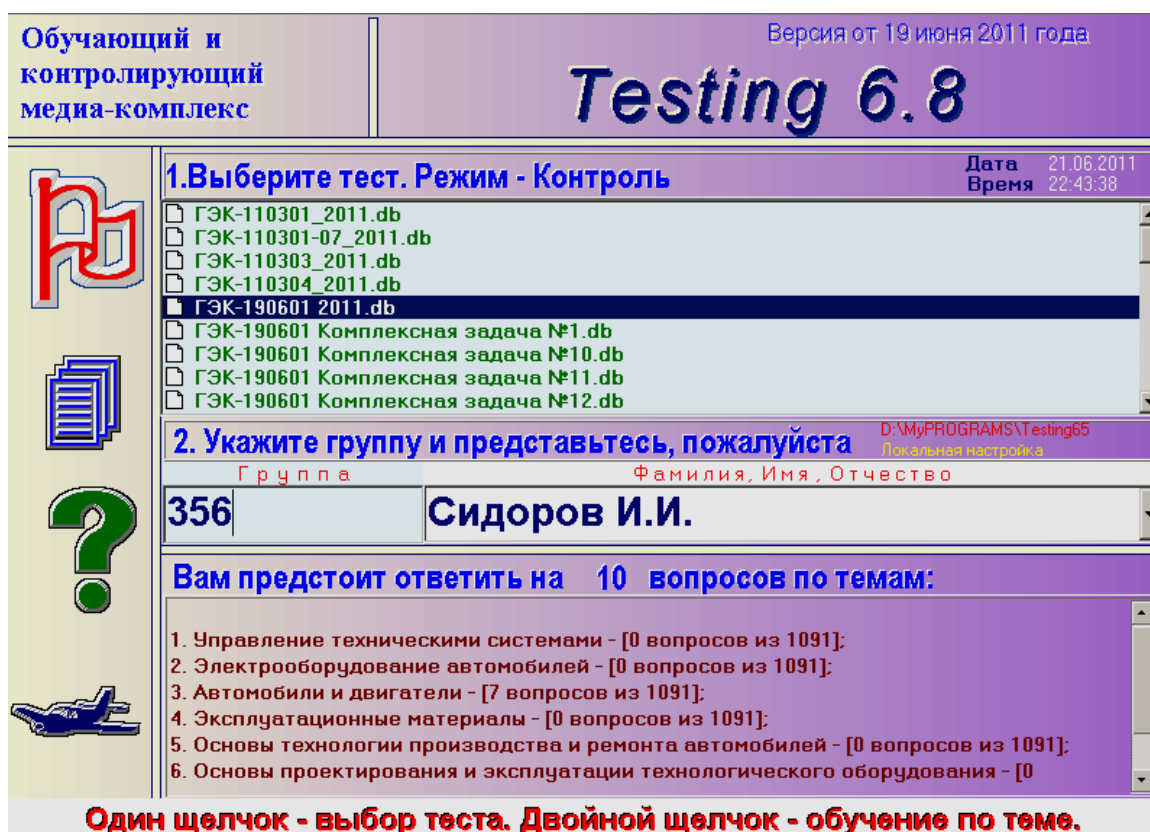 Обучающий и
контролирующий
медиа-комплекс
Версия от 19 июня 2011 года
Testing 6.8
1.Выберите тест. Режим - Контроль
Дата 21.06.2011
Время 22:43:38
ГЭК-110301_2011.db
ГЭК-110301-07_2011.db
ГЭК-110303_2011.db
ГЭК-110304_2011.db
ГЭК-190601 2011.db
ГЭК-190601 Комплексная задача №1.db
ГЭК-190601 Комплексная задача №10.db
ГЭК-190601 Комплексная задача №11.db
ГЭК-190601 Комплексная задача №12.db
2. Укажите группу и представьтесь, пожалуйста
D:\MyPROGRAMS\Testing65
Локальная настройка
Группа
Фамилия, Имя, Отчество
356
Сидоров И.И.
Вам предстоит ответить на 10 вопросов по темам:
1. Управление техническими системами - [0 вопросов из 1091];
2. Электрооборудование автомобилей - [0 вопросов из 1091];
3. Автомобили и двигатели - [7 вопросов из 1091];
4. Эксплуатационные материалы - [0 вопросов из 1091];
5. Основы технологии производства и ремонта автомобилей - [0 вопросов из 1091];
6. Основы проектирования и эксплуатации технологического оборудования - [0
Один щелчок - выбор теста. Двойной щелчок - обучение по теме.